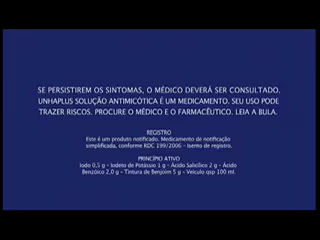 SE PERSISTIREM OS SINTOMAS, O MÉDICO DEVERÁ SER CONSULTADO.
UNHAPLUS SOLUÇÃO ANTIMICÓTICA É UM MEDICAMENTO. SEU USO PODE
TRAZER RISCOS. PROCURE O MÉDICO E O FARMACÊUTICO. LEIA A BULA.
REGISTRO
Este é um produto notificado. Medicamento de notificação
simplificada, conforme RDC 199/2006 - Isento de registro.
PRINCÍPIO ATIVO
Iodo 0,5 g - Iodeto de Potássio 1 g - Ácido Salicílico 2 g - Ácido
Benzóico 2,0 g - Tintura de Benjoim 5 g - Veículo qsp 100 ml.